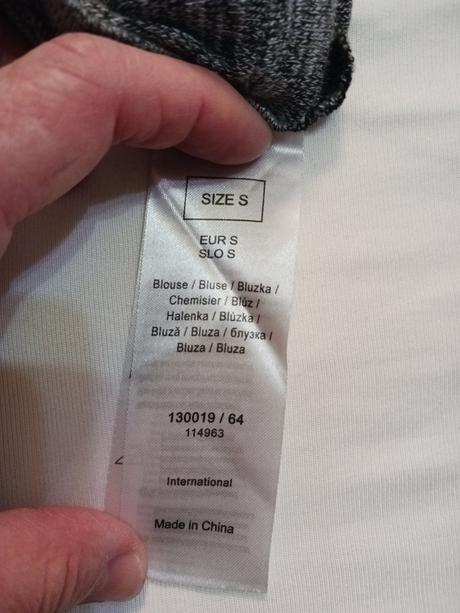 SIZE S
EUR S
SLO S
Blouse / Bluse / Bluzka /
Chemisier / Blúz /
Halenka / Blúzka /
Bluză / Bluza / блузка /
Bluza / Bluza
130019 / 64
114963
International
Made in China